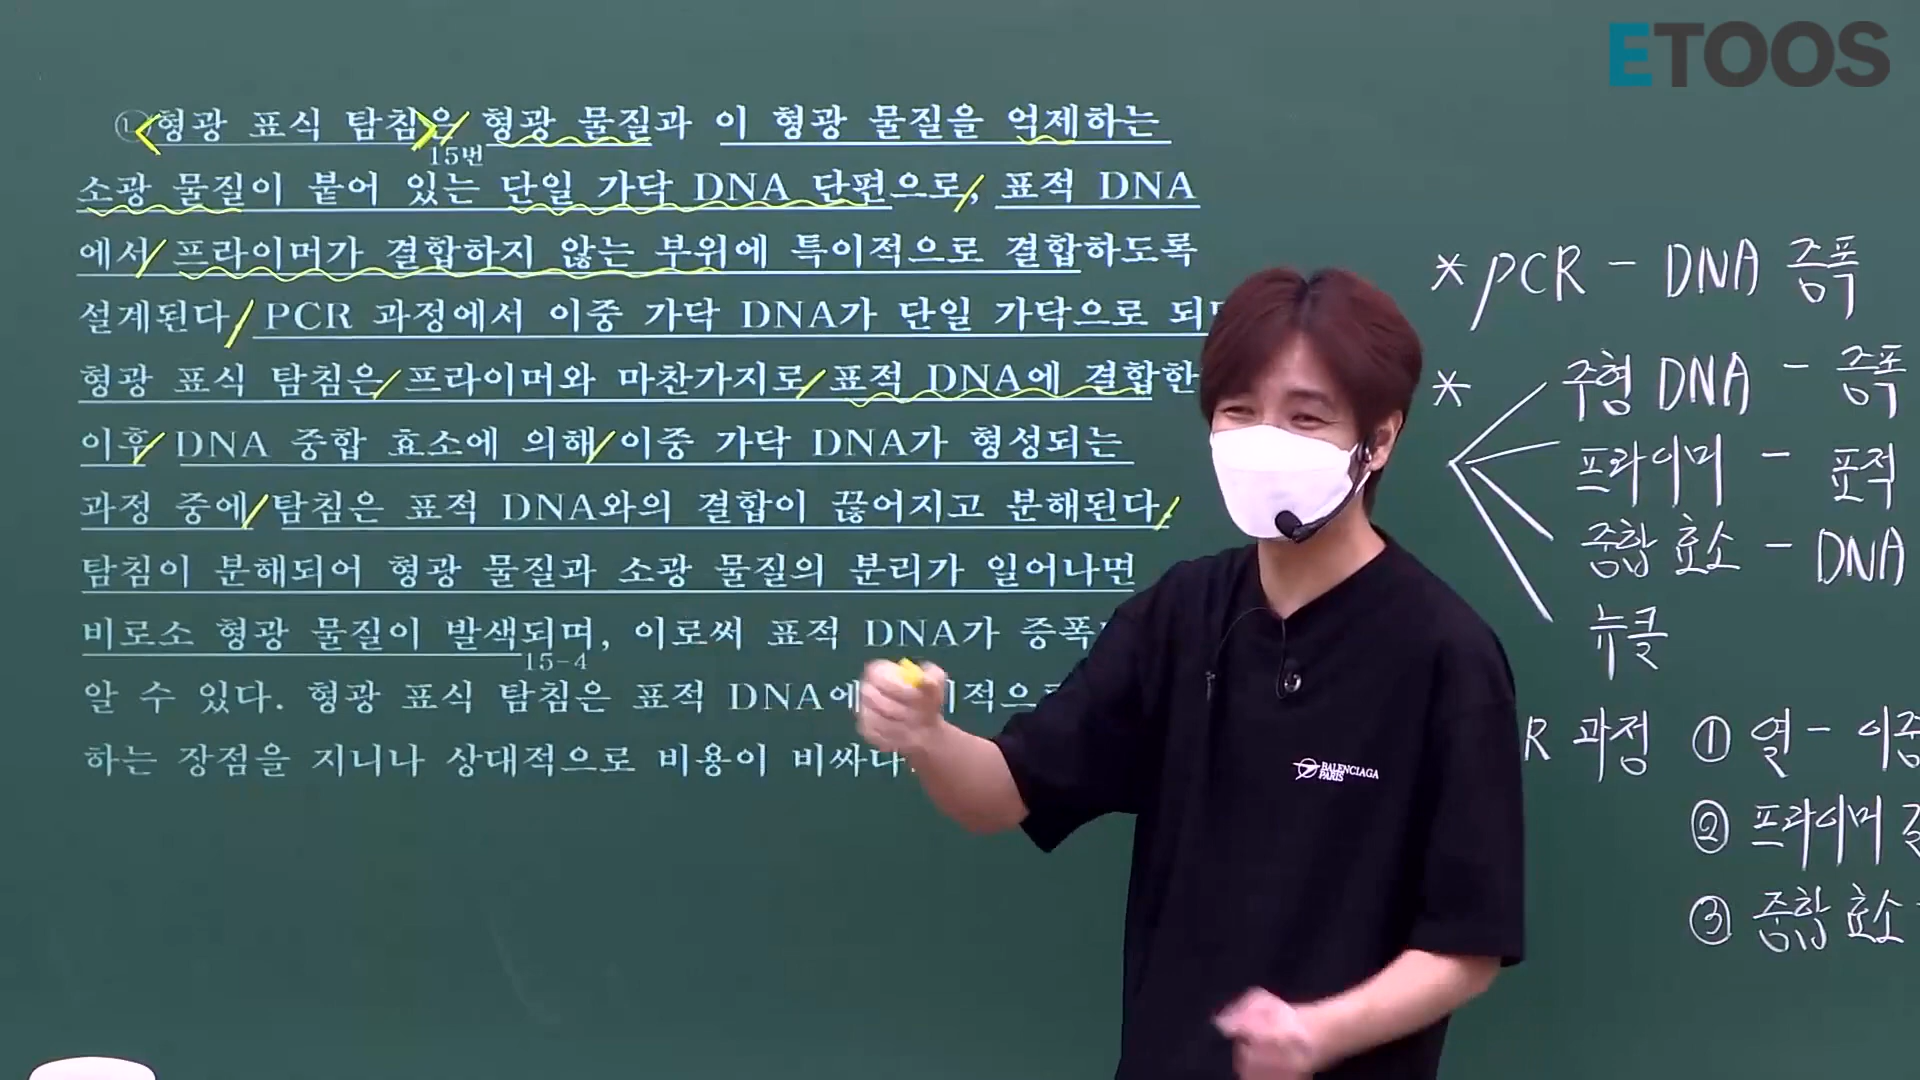 ETOOS
① 형광 표식 탐침은 형광 물질과 이 형광 물질을 억제하는
15번
소광 물질이 붙어 있는 단일 가닥 DNA 단편으로, 표적 DNA
에서 프라이머가 결합하지 않는 부위에 특이적으로 결합하도록
설계된다. PCR 과정에서 이중 가닥 DNA가 단일 가닥으로 되
형광 표식 탐침은 프라이머와 마찬가지로 표적 DNA에 결합한
이후 DNA 중합 효소에 의해 이중 가닥 DNA가 형성되는
과정 중에 탐침은 표적 DNA와의 결합이 끊어지고 분해된다.
탐침이 분해되어 형광 물질과 소광 물질의 분리가 일어나면
비로소 형광 물질이 발색되며, 이로써 표적 DNA가 증폭
15-4
알 수 있다. 형광 표식 탐침은 표적 DNA에 이적으로
하는 장점을 지니나 상대적으로 비용이 비싸다.
* PCR - DNA 증폭
* 주형 DNA - 증폭
프라이머 - 표적
중합 효소 - DNA
뉴클
R 과정 ① 열 - 이중
② 프라이머
③ 중합 효소
BALENCIAGA
PARIS